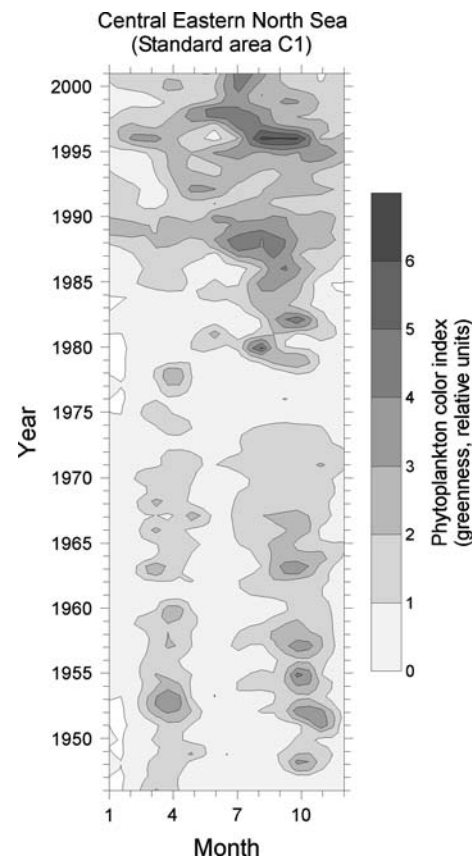 Central Eastern North Sea
(Standard area C1)
2000
1995
1990
1985
1980
1975
1970
1965
1960
1955
1950
Year
1 4 7 10
Month
6
5
4
3
2
1
0
Phytoplankton color index
(greenness, relative units)